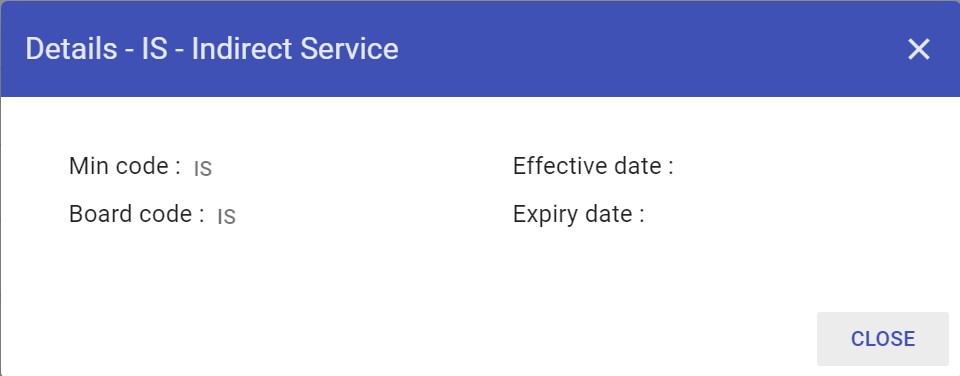 Details - IS - Indirect Service
Min code : IS
Effective date :
Board code : IS
Expiry date :
CLOSE